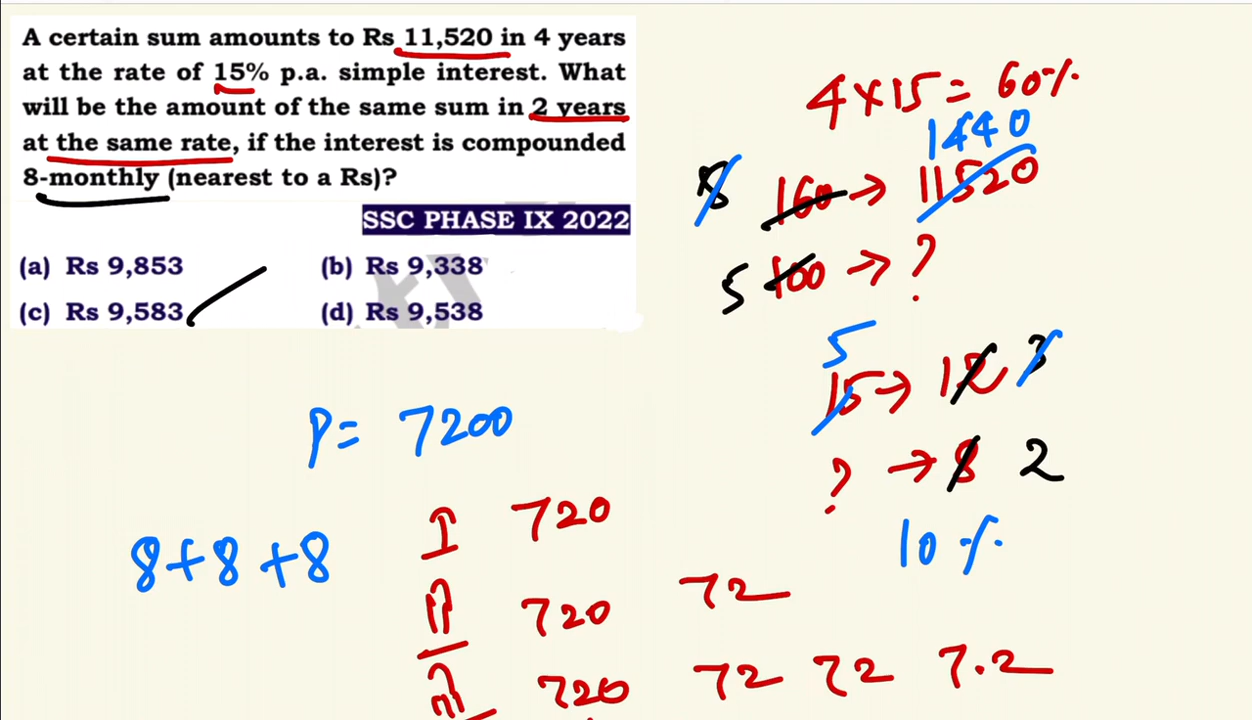 A certain sum amounts to Rs 11,520 in 4 years
at the rate of 15% p.a. simple interest. What
will be the amount of the same sum in 2 years
at the same rate, if the interest is compounded
8-monthly (nearest to a Rs)?
SSC PHASE IX 2022
(a) Rs 9,853 (b) Rs 9,338
(c) Rs 9,583 (d) Rs 9,538
4×15 = 60%
1440
8 160 → 11520
5 100 → ?
5
15 → 12 3
? → 8 2
10%
P= 7200
8+8+8
I 720
II 720 72
III 720 72 72 7.2